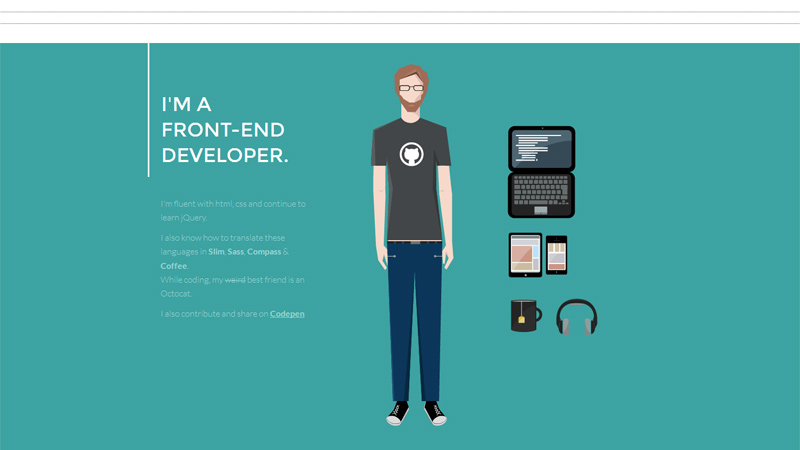 I'M A
FRONT-END
DEVELOPER.
I'm fluent with html, css and continue to
learn jQuery.
I also know how to translate these
languages in Slim, Sass, Compass &
Coffee.
While coding, my weird best friend is an
Octocat.
I also contribute and share on Codepen